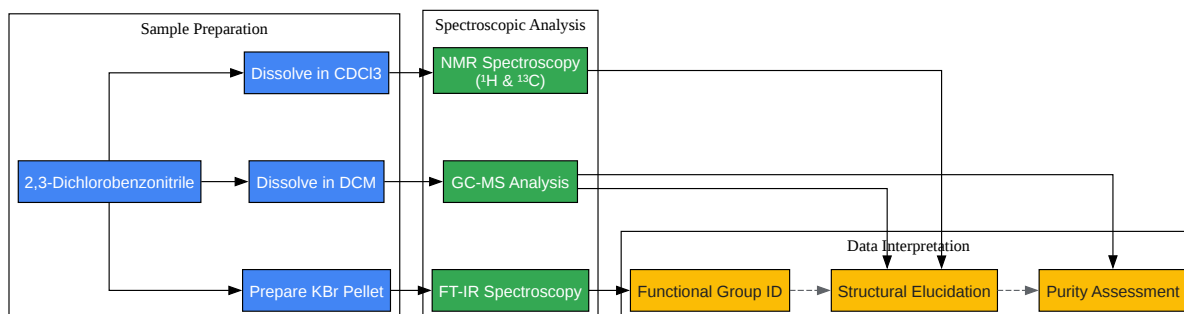 Sample Preparation
Spectroscopic Analysis
Dissolve in CDCl3
NMR Spectroscopy
(¹H & ¹³C)
2,3-Dichlorobenzonitrile
Dissolve in DCM
GC-MS Analysis
Data Interpretation
Prepare KBr Pellet
FT-IR Spectroscopy
Functional Group ID
Structural Elucidation
Purity Assessment